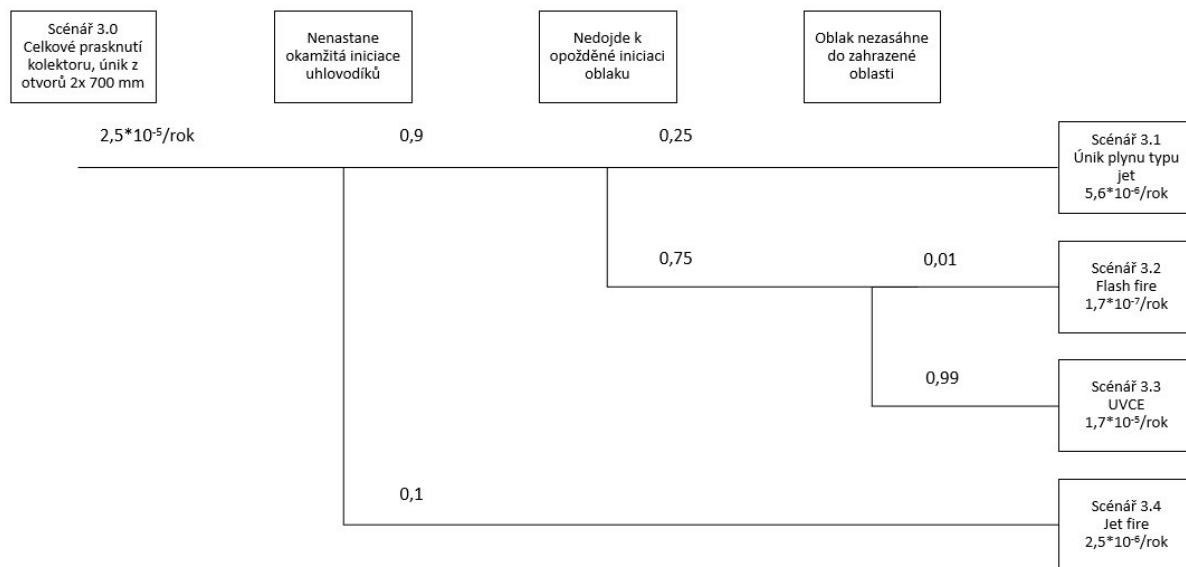 Scénář 3.0
Celkové prasknutí
kolektoru, únik z
otvorů 2x 700 mm
Nenastane
okamžitá iniciace
uhlovodíků
Nedojde k
opožděné iniciaci
oblaku
Oblak nezasáhne
do zahrazené
oblasti
2,5*10⁻⁵/rok
0,9
0,25
Scénář 3.1
Únik plynu typu
jet
5,6*10⁻⁶/rok
0,75
0,01
Scénář 3.2
Flash fire
1,7*10⁻⁷/rok
0,99
Scénář 3.3
UVCE
1,7*10⁻⁵/rok
0,1
Scénář 3.4
Jet fire
2,5*10⁻⁶/rok